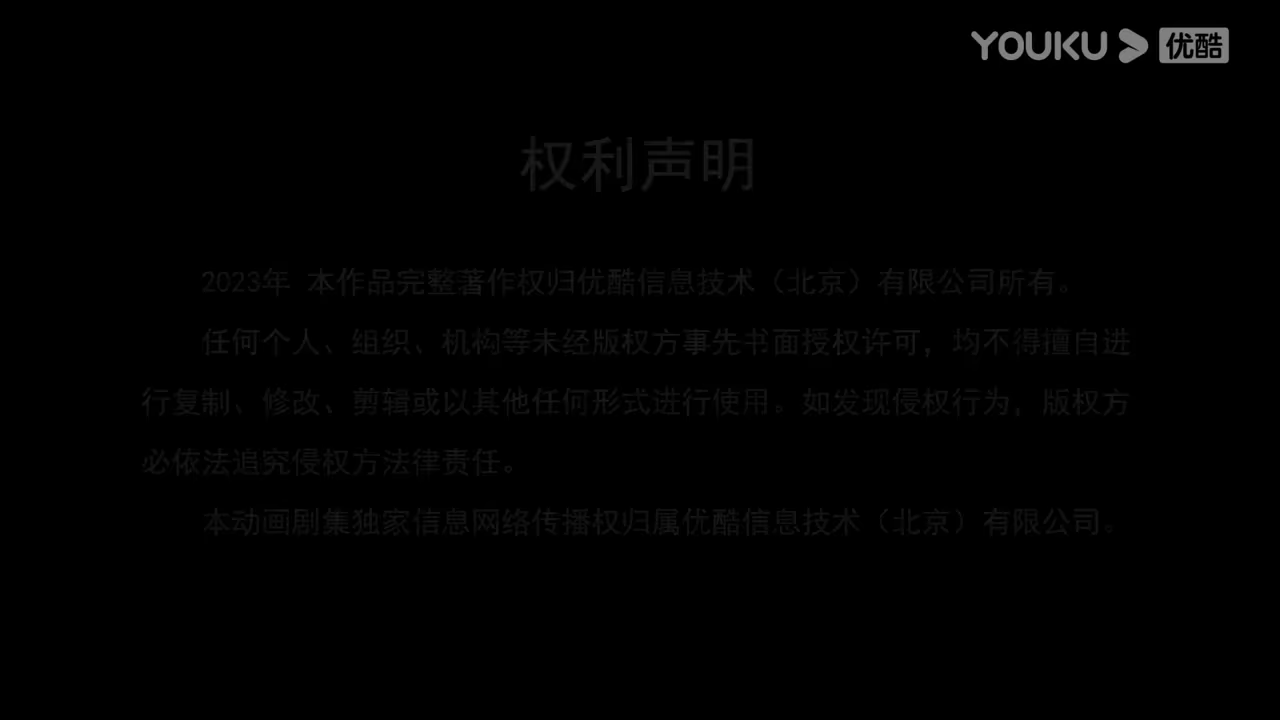 YOUKU 优酷
权利声明
2023年 本作品完整著作权归优酷信息技术（北京）有限公司所有。
任何个人、组织、机构等未经版权方事先书面授权许可，均不得擅自进
行复制、修改、剪辑或以其他任何形式进行使用。如发现侵权行为，版权方
必依法追究侵权方法律责任。
本动画剧集独家信息网络传播权归属优酷信息技术（北京）有限公司。